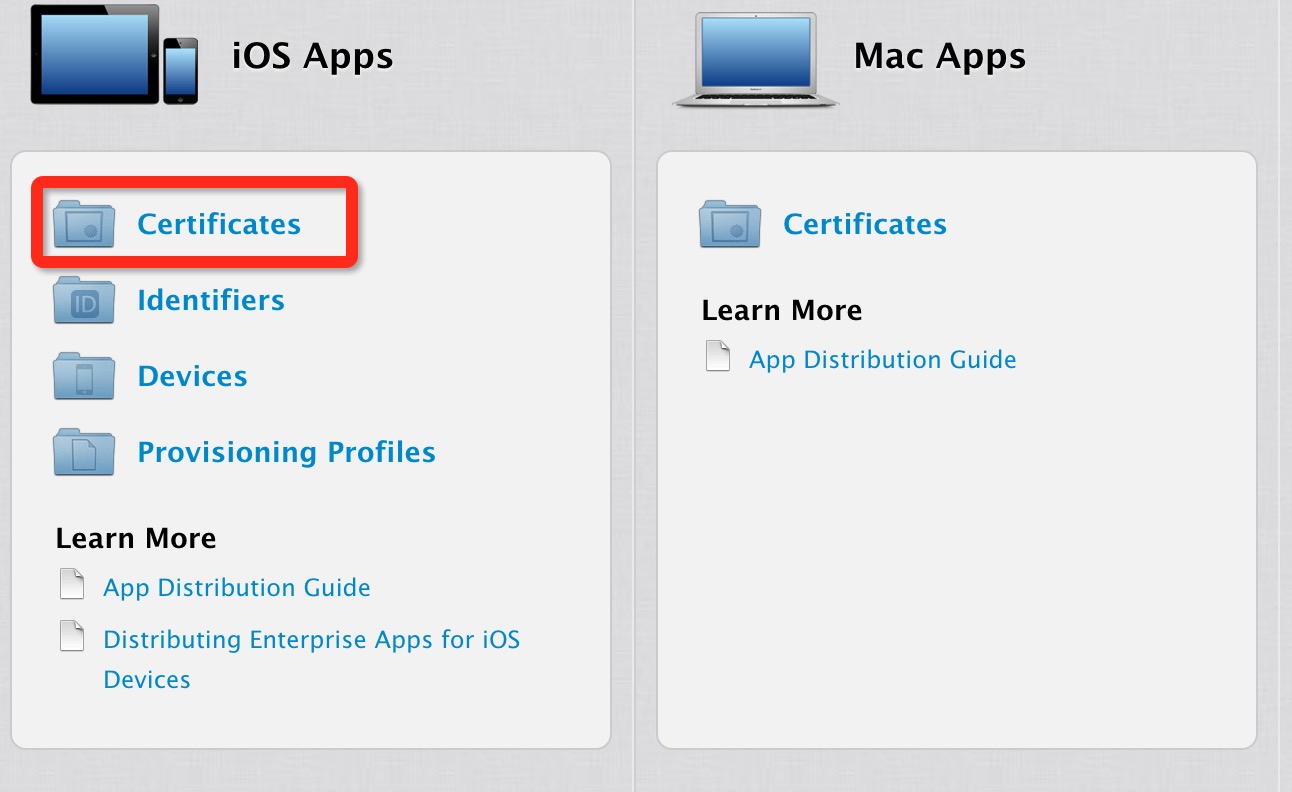 iOS Apps
Certificates
ID
Identifiers
Devices
Provisioning Profiles
Learn More
App Distribution Guide
Distributing Enterprise Apps for iOS
Devices
Mac Apps
Certificates
Learn More
App Distribution Guide